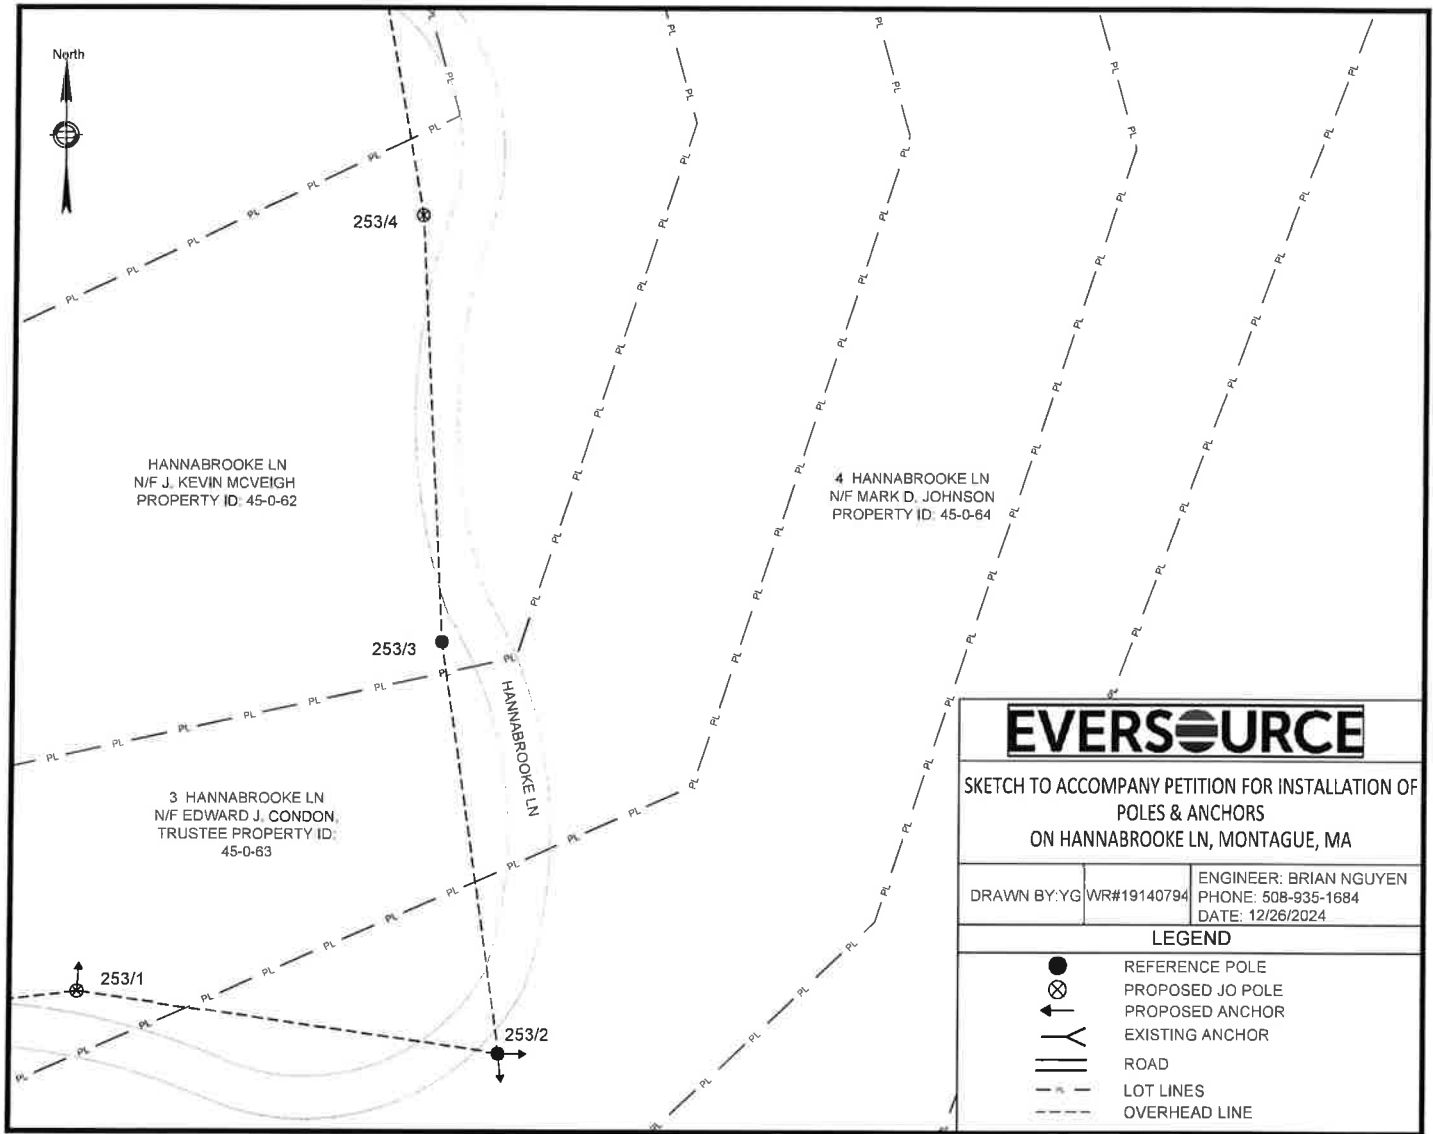 North
253/4
HANNABROOKE LN
N/F J. KEVIN MCVEIGH
PROPERTY ID: 45-0-62
4 HANNABROOKE LN
N/F MARK D. JOHNSON
PROPERTY ID: 45-0-64
253/3
HANNABROOKE LN
3 HANNABROOKE LN
N/F EDWARD J. CONDON,
TRUSTEE PROPERTY ID:
45-0-63
253/1
253/2
EVERSOURCE
SKETCH TO ACCOMPANY PETITION FOR INSTALLATION OF
POLES & ANCHORS
ON HANNABROOKE LN, MONTAGUE, MA
DRAWN BY:YG
WR#19140794
ENGINEER: BRIAN NGUYEN
PHONE: 508-935-1684
DATE: 12/26/2024
LEGEND
REFERENCE POLE
PROPOSED JO POLE
PROPOSED ANCHOR
EXISTING ANCHOR
ROAD
PL LOT LINES
OVERHEAD LINE